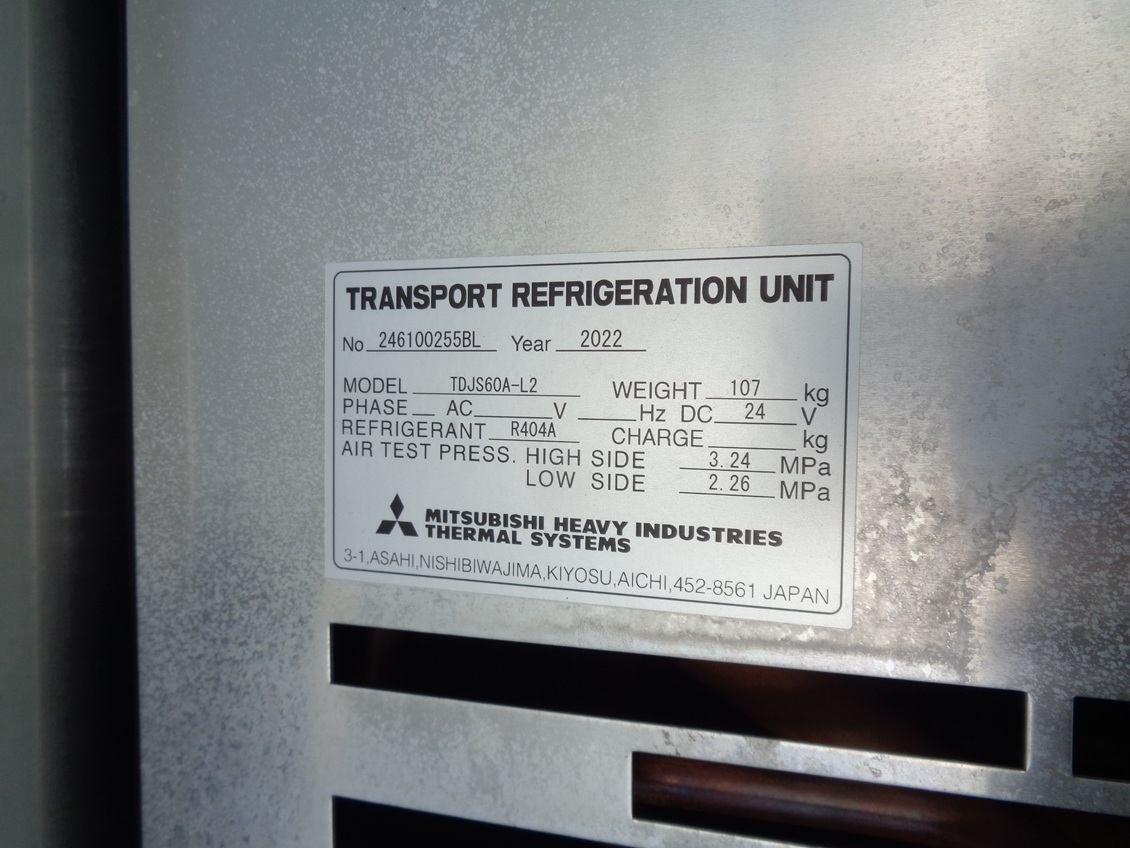 TRANSPORT REFRIGERATION UNIT
No 246100255BL Year 2022
MODEL TDJS60A-L2 WEIGHT 107 kg
PHASE AC V Hz DC 24 V
REFRIGERANT R404A CHARGE kg
AIR TEST PRESS. HIGH SIDE 3.24 MPa
LOW SIDE 2.26 MPa
MITSUBISHI HEAVY INDUSTRIES
THERMAL SYSTEMS
3-1,ASAHI,NISHIBIWAJIMA,KIYOSU,AICHI,452-8561 JAPAN